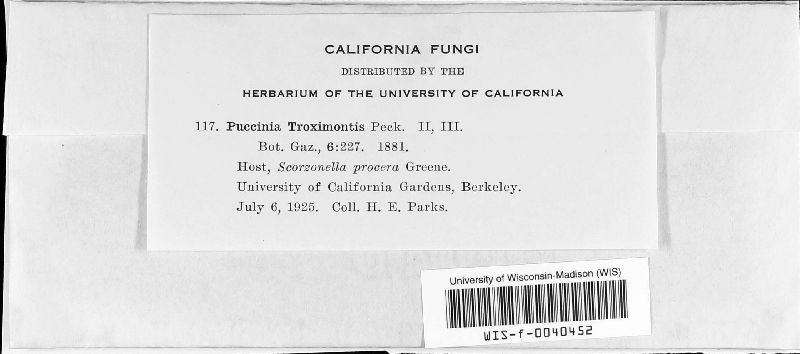 CALIFORNIA FUNGI
DISTRIBUTED BY THE
HERBARIUM OF THE UNIVERSITY OF CALIFORNIA
117. Puccinia Troximontis Peck. II, III.
Bot. Gaz., 6:227. 1881.
Host, Scorzonella procera Greene.
University of California Gardens, Berkeley.
July 6, 1925. Coll. H. E. Parks.
University of Wisconsin-Madison (WIS)
WIS-f-0040452